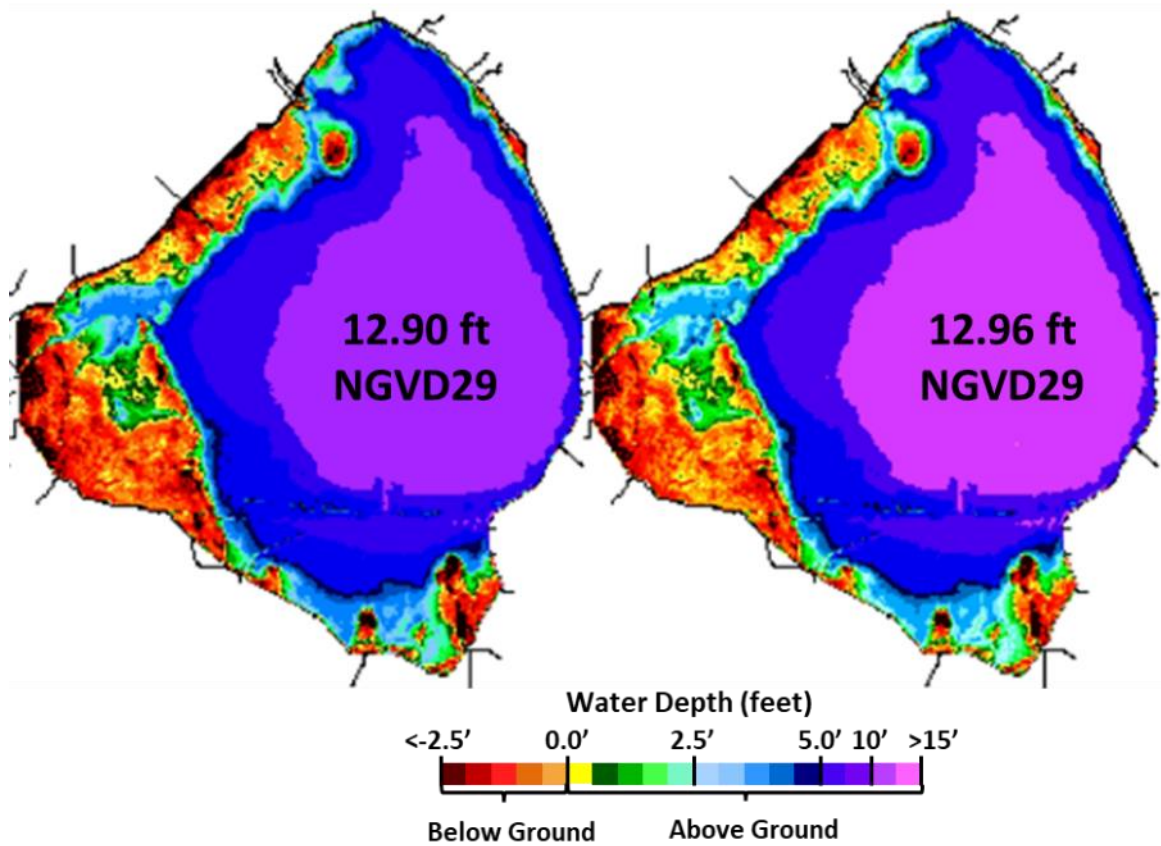 12.90 ft
NGVD29
12.96 ft
NGVD29
Water Depth (feet)
<-2.5’ 0.0’ 2.5’ 5.0’ 10’ >15’
Below Ground Above Ground